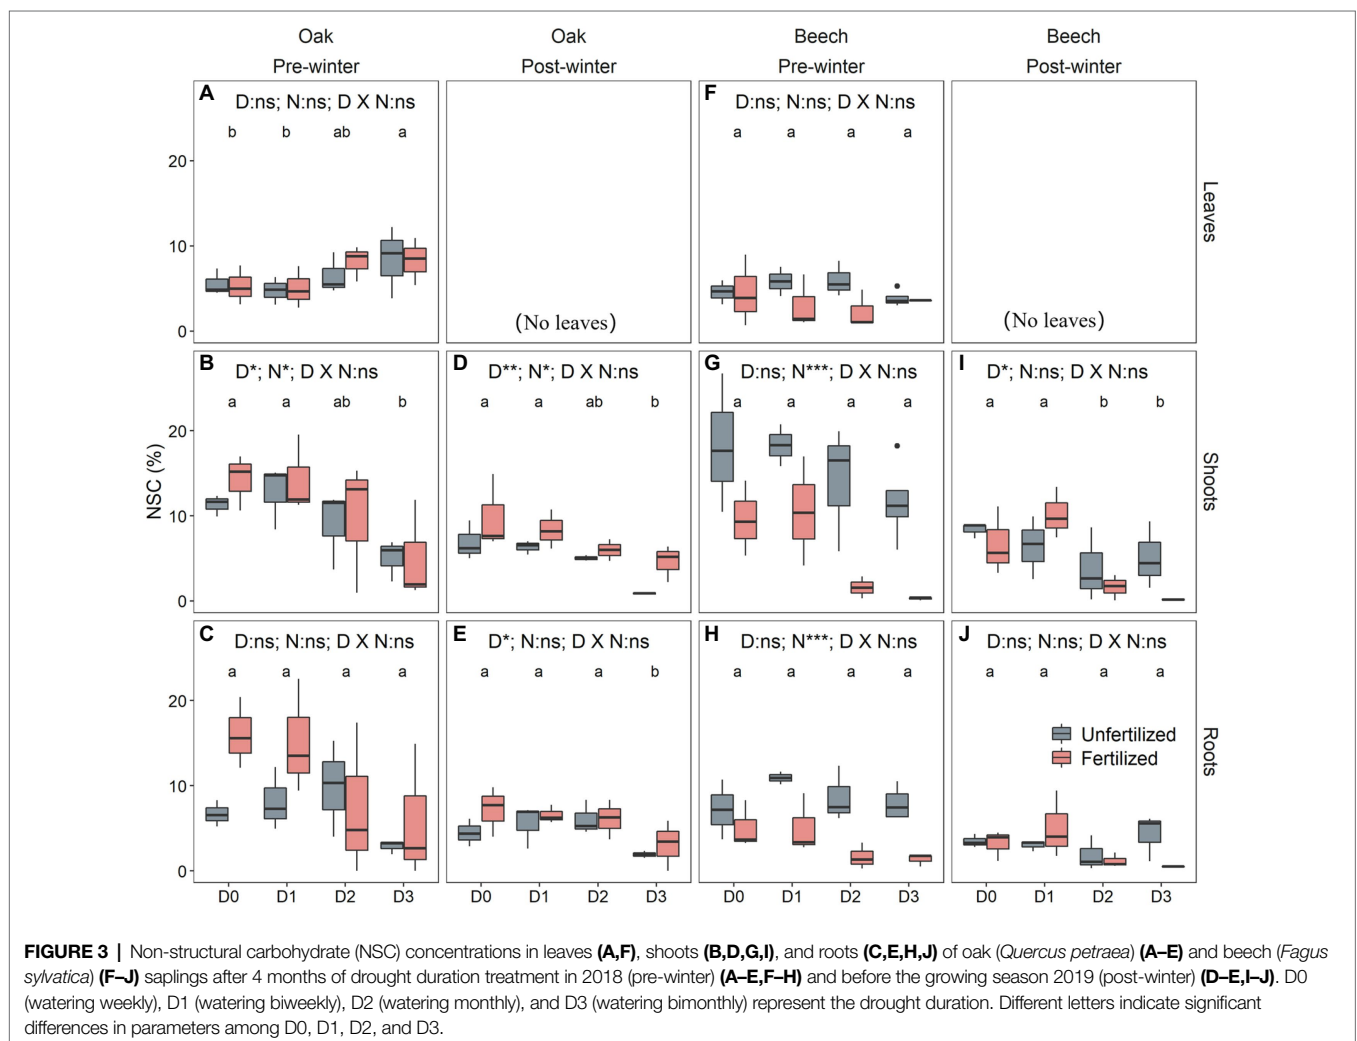 Oak Oak Beech Beech
Pre-winter Post-winter Pre-winter Post-winter
A
D:ns; N:ns; D X N:ns
b b ab a
20
10
0
(No leaves)
F
D:ns; N:ns; D X N:ns
a a a a
(No leaves)
Leaves
B
D*; N*; D X N:ns
a a ab b
20
10
0
NSC (%)
D
D**; N*; D X N:ns
a a ab b
G
D:ns; N***; D X N:ns
a a a a
I
D*; N:ns; D X N:ns
a a b b
Shoots
C
D:ns; N:ns; D X N:ns
a a a a
20
10
0
D0 D1 D2 D3
E
D*; N:ns; D X N:ns
a a a b
D0 D1 D2 D3
H
D:ns; N***; D X N:ns
a a a a
D0 D1 D2 D3
J
D:ns; N:ns; D X N:ns
a a a a
Unfertilized
Fertilized
D0 D1 D2 D3
Roots
FIGURE 3 | Non-structural carbohydrate (NSC) concentrations in leaves (A,F), shoots (B,D,G,I), and roots (C,E,H,J) of oak (Quercus petraea) (A–E) and beech (Fagus
sylvatica) (F–J) saplings after 4 months of drought duration treatment in 2018 (pre-winter) (A–E,F–H) and before the growing season 2019 (post-winter) (D–E,I–J). D0
(watering weekly), D1 (watering biweekly), D2 (watering monthly), and D3 (watering bimonthly) represent the drought duration. Different letters indicate significant
differences in parameters among D0, D1, D2, and D3.